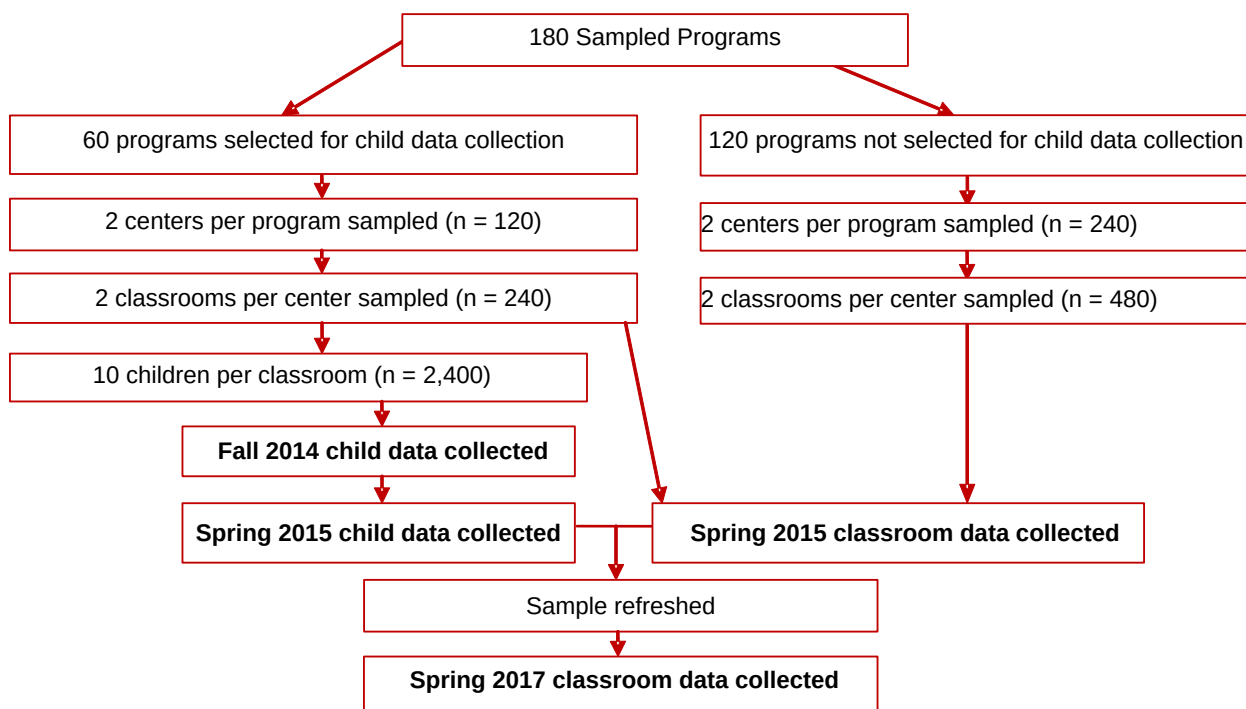 180 Sampled Programs
60 programs selected for child data collection
120 programs not selected for child data collection
2 centers per program sampled (n = 120)
2 centers per program sampled (n = 240)
2 classrooms per center sampled (n = 240)
2 classrooms per center sampled (n = 480)
10 children per classroom (n = 2,400)
Fall 2014 child data collected
Spring 2015 child data collected
Spring 2015 classroom data collected
Sample refreshed
Spring 2017 classroom data collected